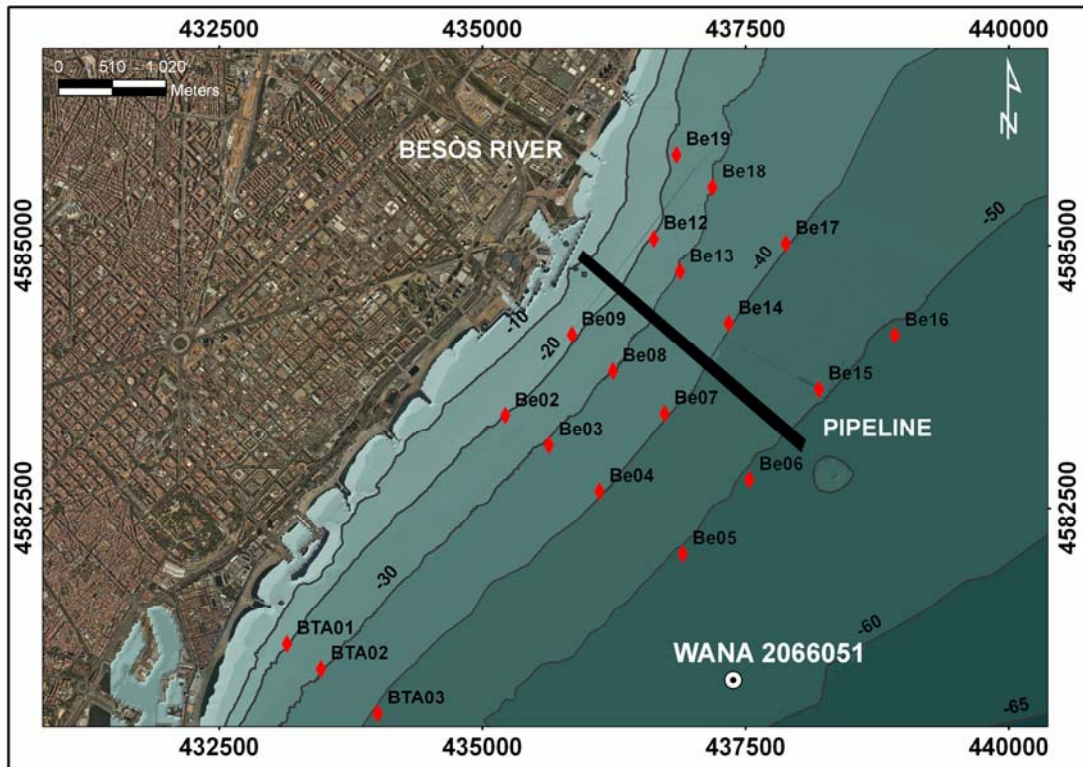 432500 435000 437500 440000
0 510 1.020
Meters
N
BESÒS RIVER
Be19
Be18
Be12
Be17
4585000
4585000
-50
Be13
-40
-10
Be14
Be09
Be16
-20
Be08
Be15
Be02
Be07
PIPELINE
Be03
Be06
Be04
4582500
4582500
Be05
-30
BTA01
-60
BTA02
WANA 2066051
BTA03
-65
432500 435000 437500 440000